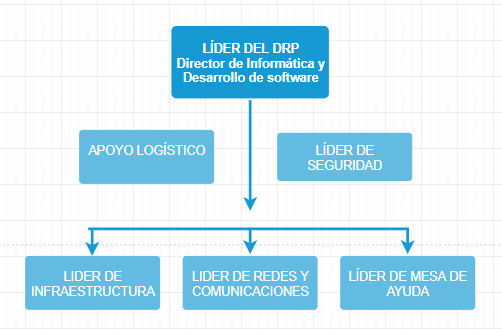 LÍDER DEL DRP
Director de Informática y
Desarrollo de software
APOYO LOGÍSTICO
LÍDER DE
SEGURIDAD
LIDER DE
INFRAESTRUCTURA
LIDER DE REDES Y
COMUNICACIONES
LÍDER DE MESA DE
AYUDA